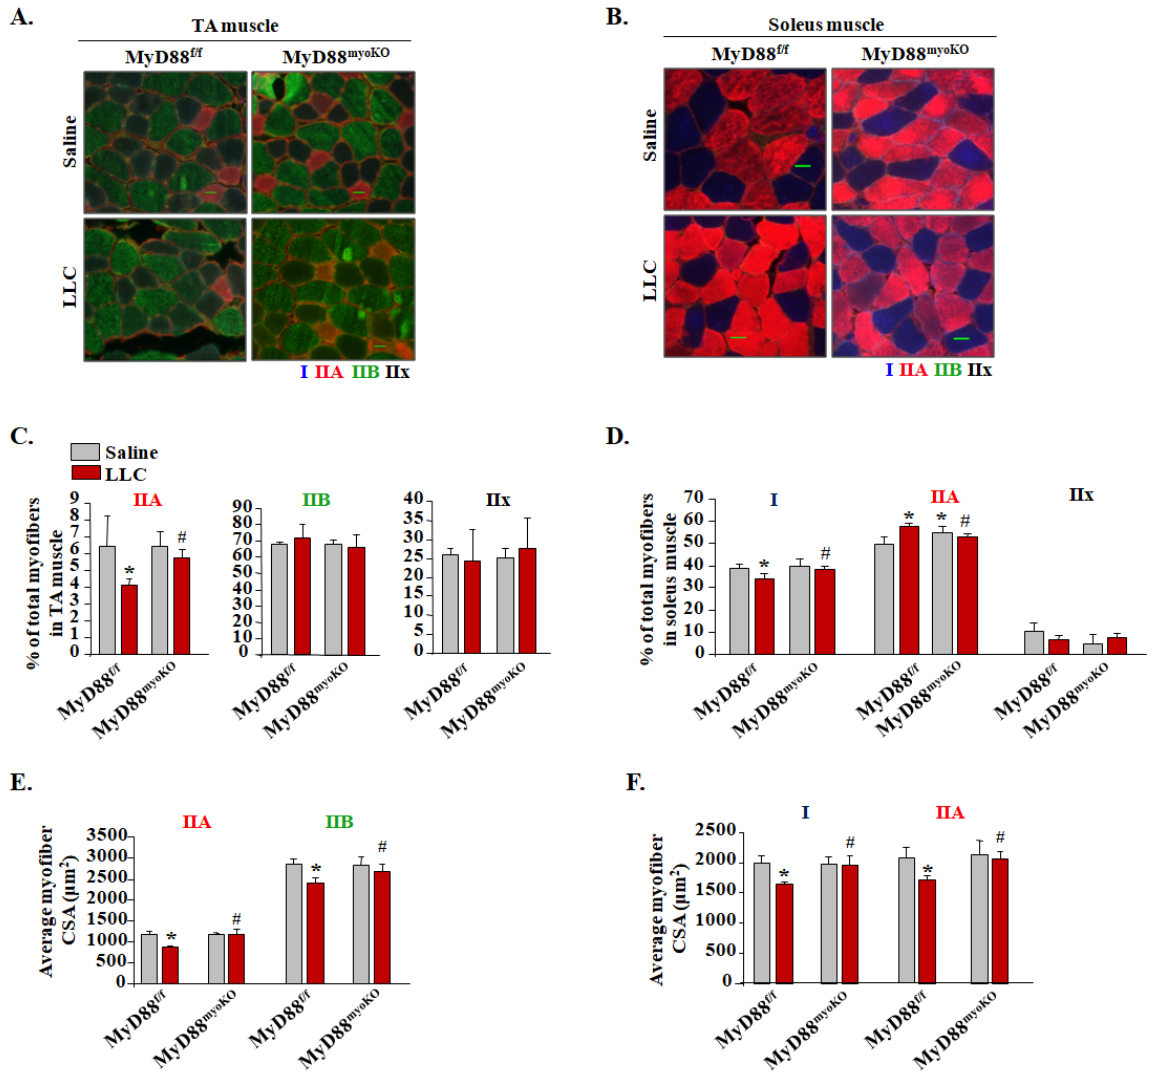 A.
TA muscle
MyD88f/f MyD88myoKO
Saline
LLC
I IIA IIB IIx
B.
Soleus muscle
MyD88f/f MyD88myoKO
Saline
LLC
I IIA IIB IIx
C.
Saline
LLC
% of total myofibers
in TA muscle
IIA
9
8
7
6
5
4
3
2
1
0
*
#
MyD88f/f
MyD88myoKO
IIB
90
80
70
60
50
40
30
20
10
0
MyD88f/f
MyD88myoKO
IIx
40
35
30
25
20
15
10
5
0
MyD88f/f
MyD88myoKO
D.
% of total myofibers
in soleus muscle
70
60
50
40
30
20
10
0
I
IIA
IIx
*
#
*
*
#
MyD88f/f
MyD88myoKO
MyD88f/f
MyD88myoKO
MyD88f/f
MyD88myoKO
E.
Average myofiber
CSA (µm2)
IIA
IIB
3500
3000
2500
2000
1500
1000
500
0
*
#
*
#
MyD88f/f
MyD88myoKO
MyD88f/f
MyD88myoKO
F.
Average myofiber
CSA (µm2)
I
IIA
2500
2000
1500
1000
500
0
*
#
*
#
MyD88f/f
MyD88myoKO
MyD88f/f
MyD88myoKO